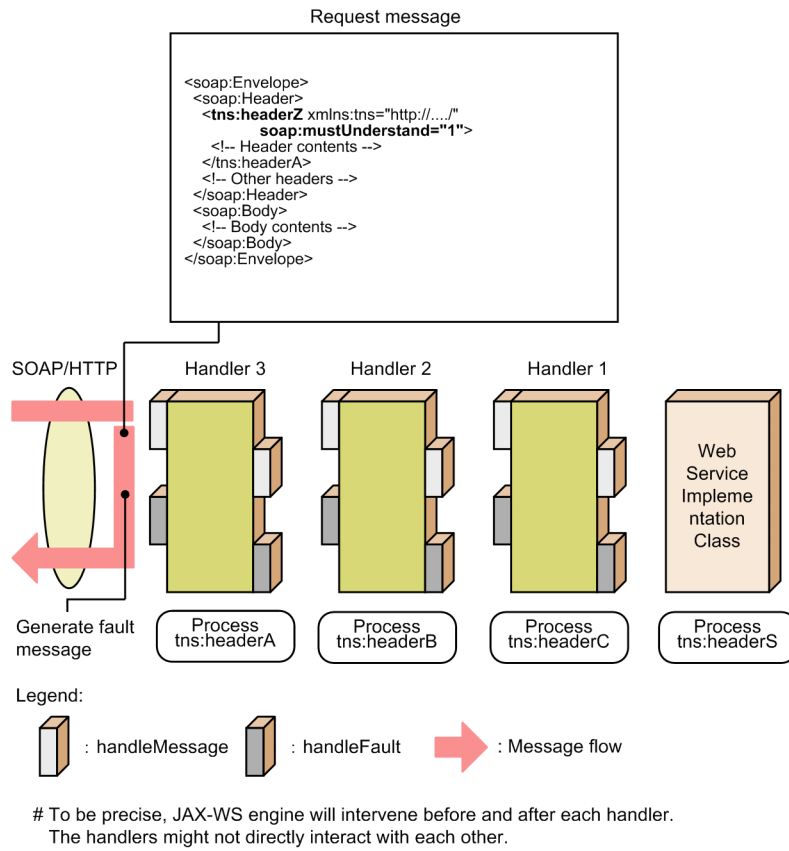 Request message
<soap:Envelope>
<soap:Header>
<tns:headerZ xmlns:tns="http://..../"
soap:mustUnderstand="1">
<!-- Header contents -->
</tns:headerA>
<!-- Other headers -->
</soap:Header>
<soap:Body>
<!-- Body contents -->
</soap:Body>
</soap:Envelope>
SOAP/HTTP
Handler 3
Handler 2
Handler 1
Web
Service
Impleme
ntation
Class
Generate fault
message
Process
tns:headerA
Process
tns:headerB
Process
tns:headerC
Process
tns:headerS
Legend:
: handleMessage
: handleFault
: Message flow
# To be precise, JAX-WS engine will intervene before and after each handler.
The handlers might not directly interact with each other.